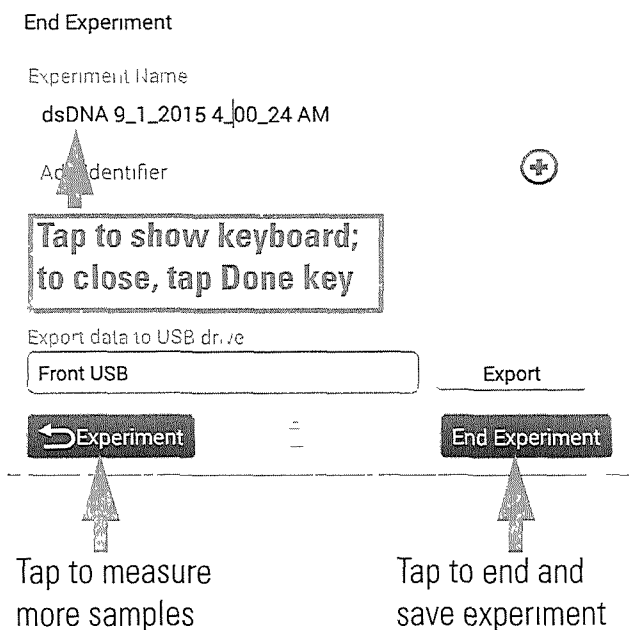 End Experiment
Experiment Name
dsDNA 9_1_2015 4_00_24 AM
Add Identifier
Tap to show keyboard;
to close, tap Done key
Export data to USB drive
Front USB
Export
Experiment
End Experiment
Tap to measure
more samples
Tap to end and
save experiment